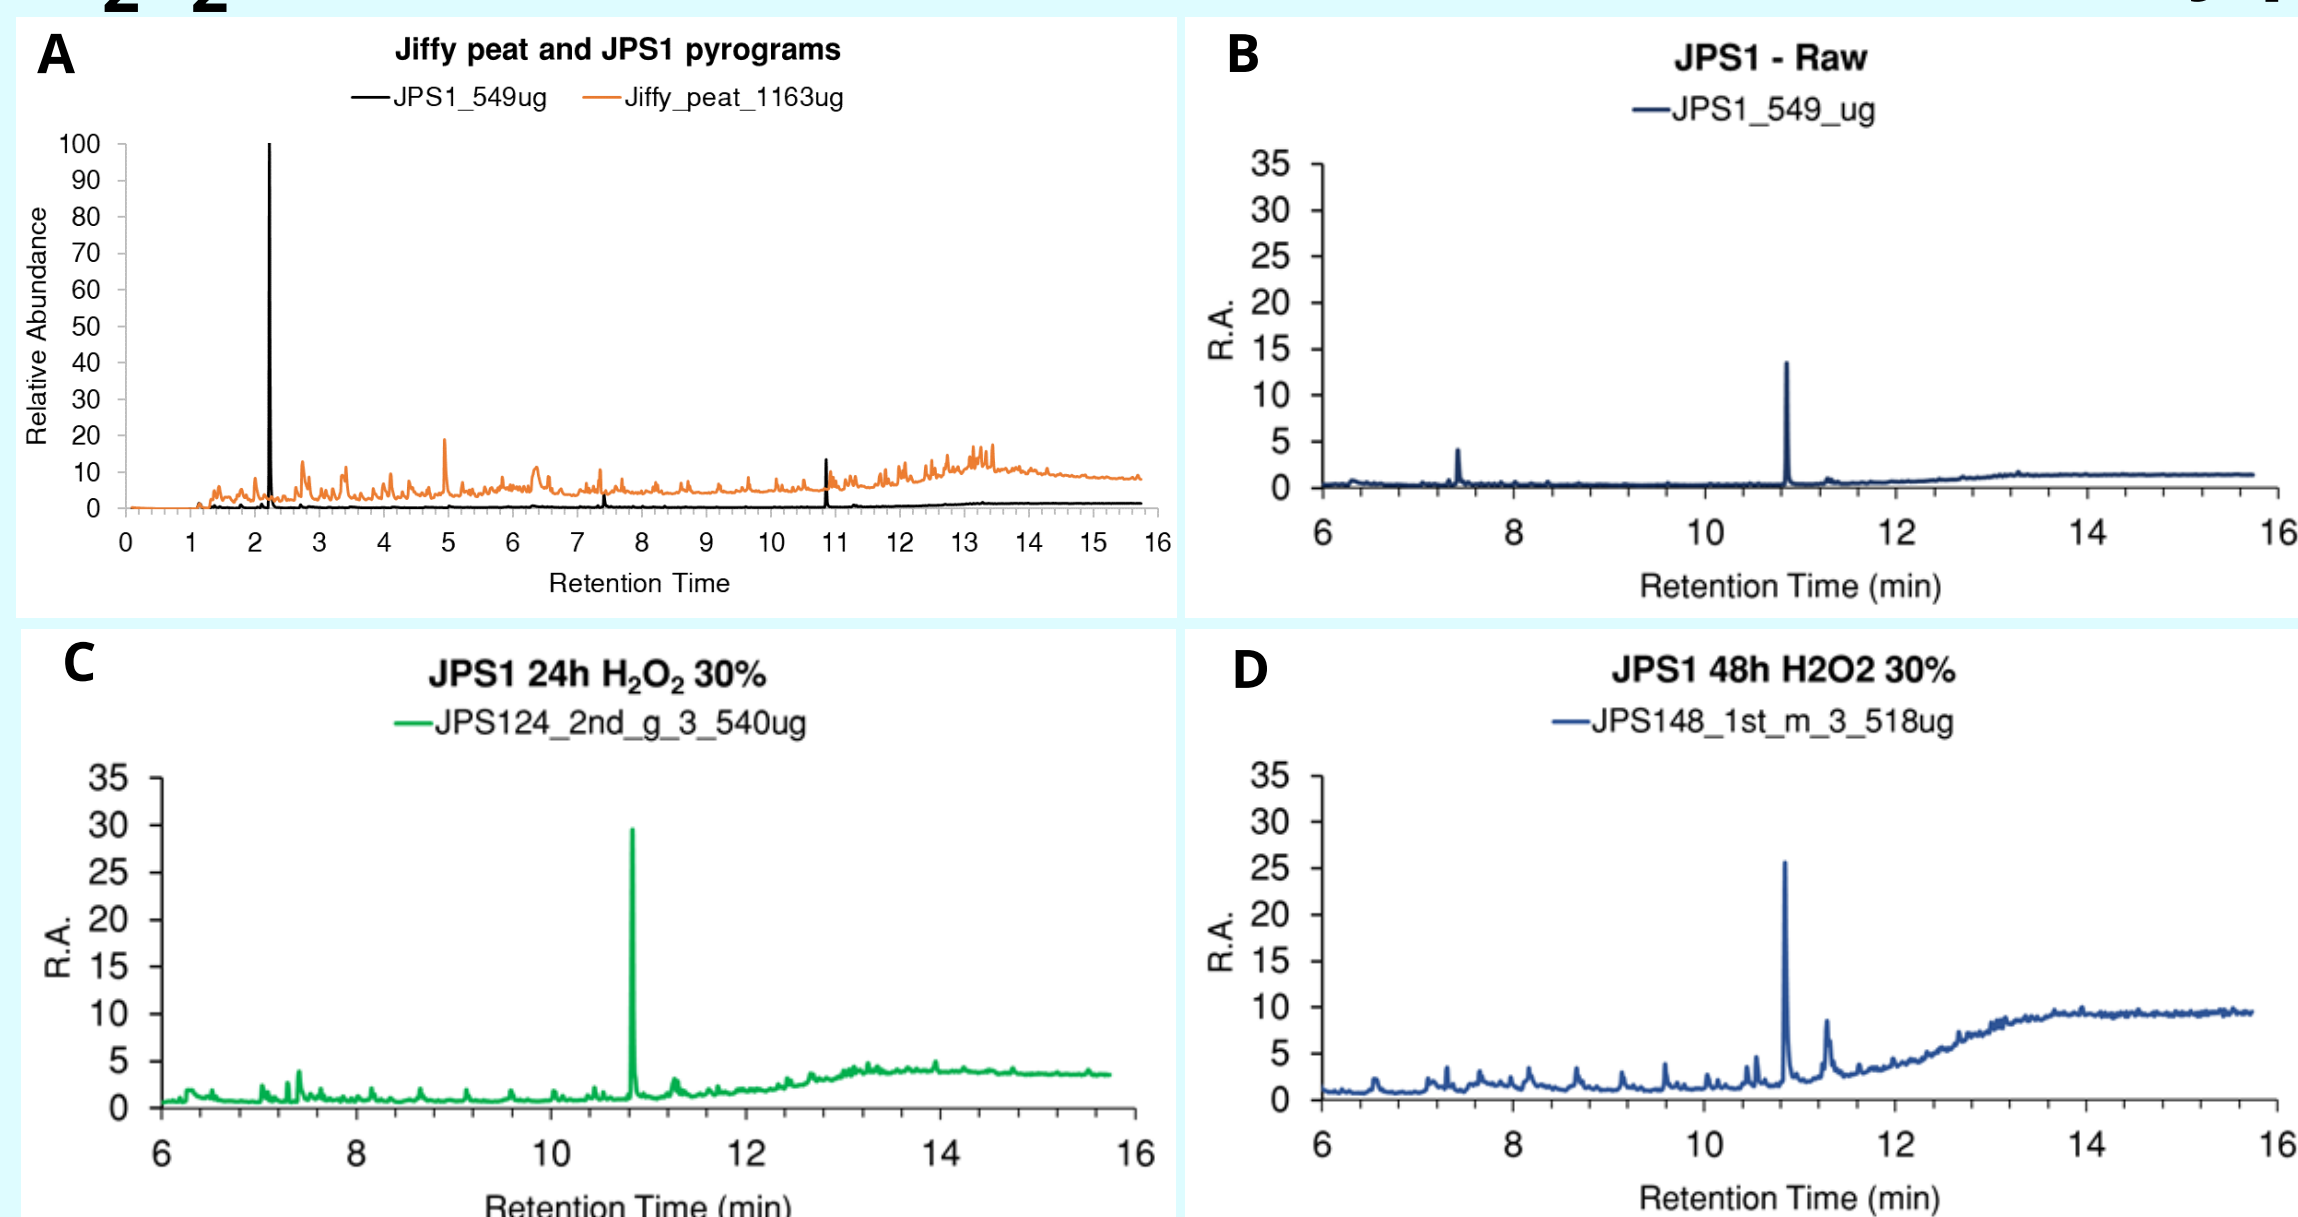 2 2
A
Jiffy peat and JPS1 pyrograms
JPS1_549ug Jiffy_peat_1163ug
100
90
80
70
60
50
40
30
20
10
0
Relative Abundance
0 1 2 3 4 5 6 7 8 9 10 11 12 13 14 15 16
Retention Time
B
JPS1 - Raw
JPS1_549_ug
35
30
25
20
15
10
5
0
R.A.
6 8 10 12 14 16
Retention Time (min)
C
JPS1 24h H₂O₂ 30%
JPS124_2nd_g_3_540ug
35
30
25
20
15
10
5
0
R.A.
6 8 10 12 14 16
Retention Time (min)
D
JPS1 48h H2O2 30%
JPS148_1st_m_3_518ug
35
30
25
20
15
10
5
0
R.A.
6 8 10 12 14 16
Retention Time (min)